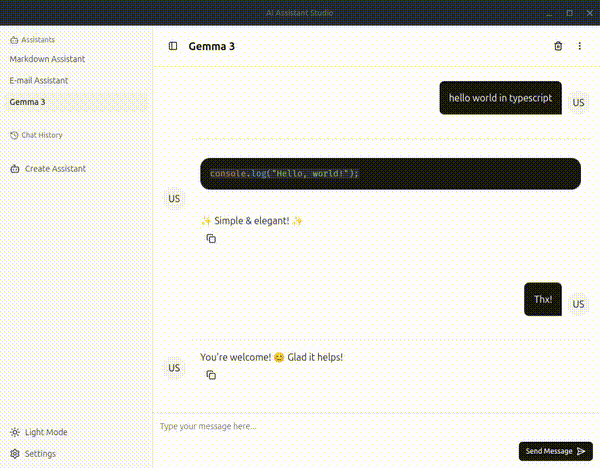 AI Assistant Studio
Assistants
Markdown Assistant
E-mail Assistant
Gemma 3
Chat History
Create Assistant
Light Mode
Settings
Gemma 3
hello world in typescript
US
console.log("Hello, world!");
US
✨ Simple & elegant! ✨
Thx!
US
You're welcome! 😊 Glad it helps!
US
Type your message here...
Send Message